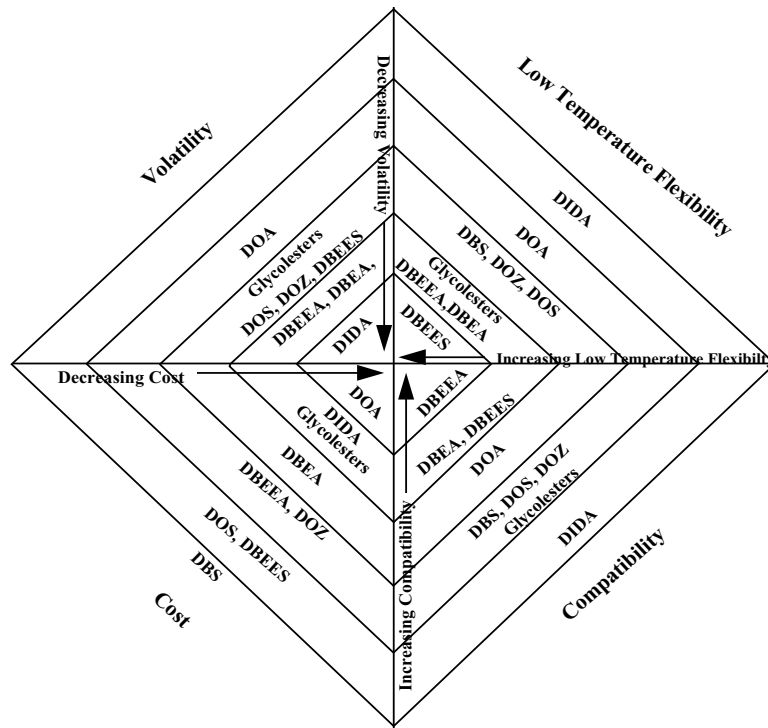 Decreasing Volatility
Low Temperature Flexibility
Volatility
DIDA
DOA
DBS, DOZ, DOS
Glycolesters
DBEEA,DBEA
DBEES
DOA
Glycolesters
DOS, DOZ, DBEES
DBEEA, DBEA,
DIDA
Increasing Low Temperature Flexibilty
Decreasing Cost
DOA
DIDA
Glycolesters
DBEA
DBEEA, DOZ
DOS, DBEES
DBS
Cost
DBEEA
DBEA, DBEES
DOA
DBS, DOS, DOZ
Glycolesters
DIDA
Compatibility
Increasing Compatibility